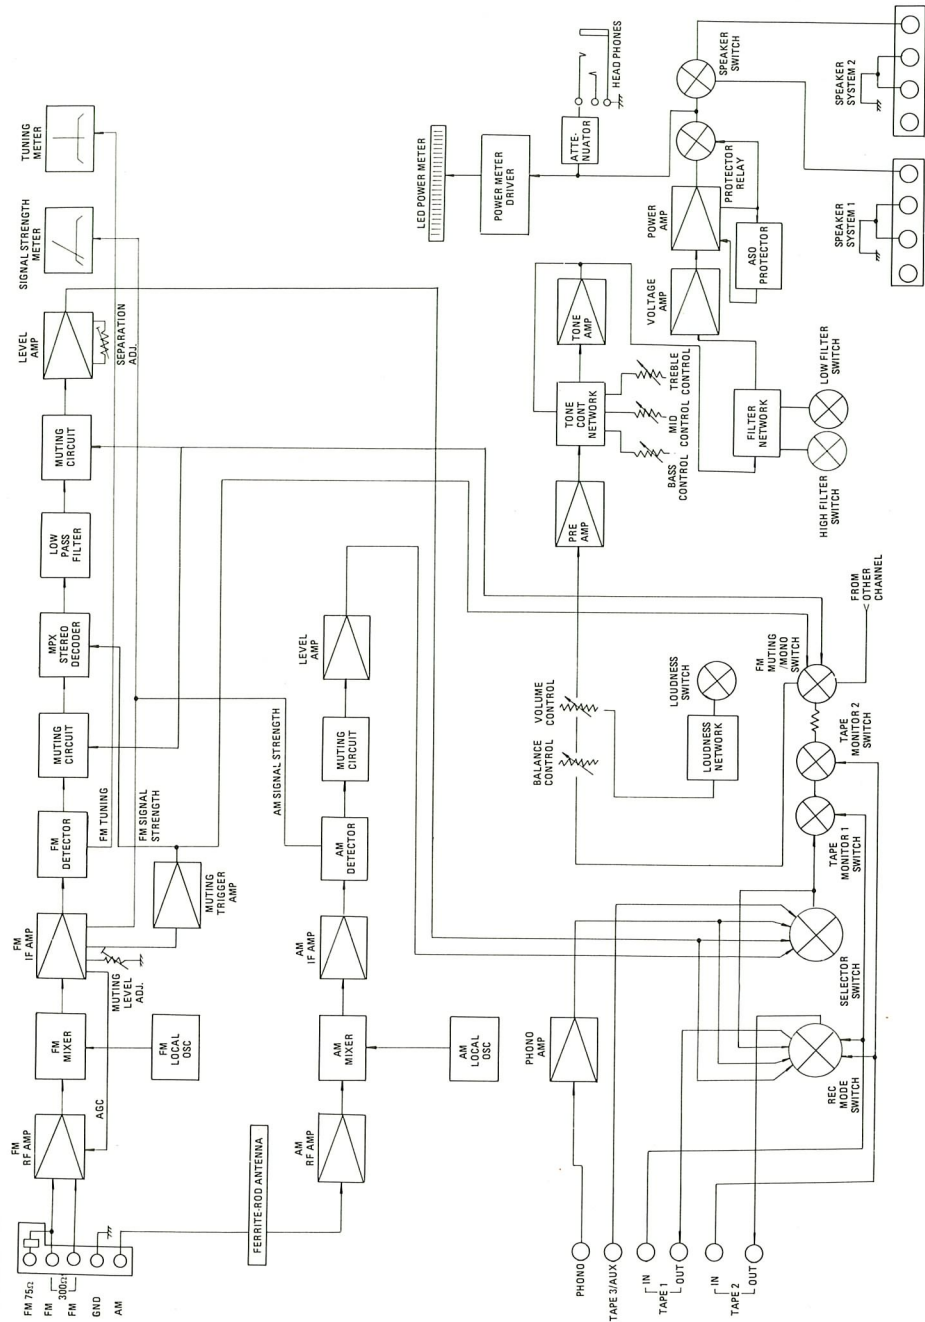 FM 75Ω
FM
300Ω
FM
GND
AM
FM
RF AMP
AGC
FM
MIXER
FM
LOCAL
OSC
FM
IF AMP
MUTING
LEVEL
ADJ.
FM
DETECTOR
FM TUNING
FM SIGNAL
STRENGTH
MUTING
TRIGGER
AMP
MUTING
CIRCUIT
MPX
STEREO
DECODER
LOW
PASS
FILTER
MUTING
CIRCUIT
LEVEL
AMP
SEPARATION
ADJ.
SIGNAL STRENGTH
METER
TUNING
METER
FERRITE-ROD ANTENNA
AM
RF AMP
AM
MIXER
AM
LOCAL
OSC
AM
IF AMP
AM
DETECTOR
AM SIGNAL STRENGTH
MUTING
CIRCUIT
LEVEL
AMP
PHONO
TAPE 3/AUX
IN
TAPE 1
OUT
IN
TAPE 2
OUT
PHONO
AMP
REC
MODE
SWITCH
SELECTOR
SWITCH
TAPE
MONITOR 1
SWITCH
TAPE
MONITOR 2
SWITCH
FM
MUTING
/MONO
SWITCH
FROM
OTHER
CHANNEL
BALANCE
CONTROL
VOLUME
CONTROL
LOUDNESS
NETWORK
LOUDNESS
SWITCH
PRE
AMP
TONE
CONT
NETWORK
TONE
AMP
BASS
CONTROL
MID
CONTROL
TREBLE
CONTROL
FILTER
NETWORK
HIGH FILTER
SWITCH
LOW FILTER
SWITCH
VOLTAGE
AMP
POWER
AMP
ASO
PROTECTOR
PROTECTOR
RELAY
LED POWER METER
POWER METER
DRIVER
ATTE-
NUATOR
HEAD PHONES
SPEAKER
SWITCH
SPEAKER
SYSTEM 1
SPEAKER
SYSTEM 2